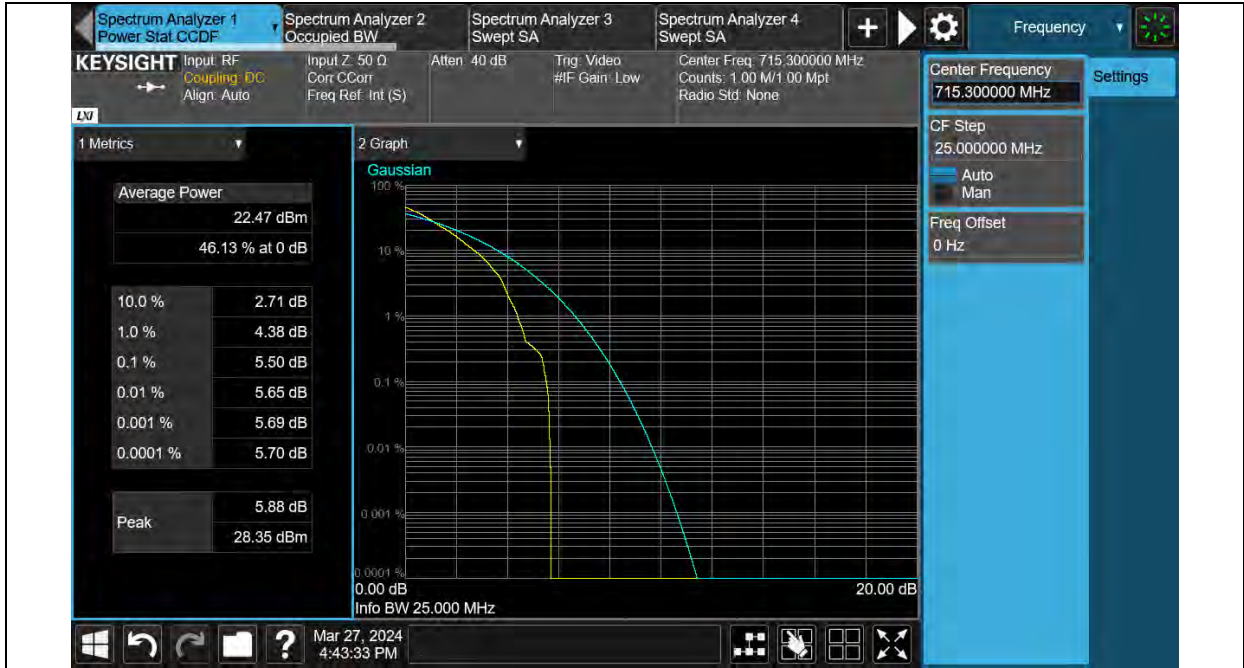 Spectrum Analyzer 1
Power Stat CCDF
Spectrum Analyzer 2
Occupied BW
Spectrum Analyzer 3
Swept SA
Spectrum Analyzer 4
Swept SA
+
Frequency
KEYSIGHT
Input: RF
Coupling: DC
Align: Auto
Input Z: 50 Ω
Corr CCorr
Freq Ref: Int (S)
Atten: 40 dB
Trig: Video
#IF Gain: Low
Center Freq: 715.300000 MHz
Counts: 1.00 M/1.00 Mpt
Radio Std: None
LXI
Center Frequency
715.300000 MHz
Settings
CF Step
25.000000 MHz
Auto
Man
Freq Offset
0 Hz
1 Metrics
Average Power
22.47 dBm
46.13 % at 0 dB
10.0 % 2.71 dB
1.0 % 4.38 dB
0.1 % 5.50 dB
0.01 % 5.65 dB
0.001 % 5.69 dB
0.0001 % 5.70 dB
Peak
5.88 dB
28.35 dBm
2 Graph
Gaussian
100 %
10 %
1 %
0.1 %
0.01 %
0.001 %
0.0001 %
0.00 dB 20.00 dB
Info BW 25.000 MHz
?
Mar 27, 2024
4:43:33 PM